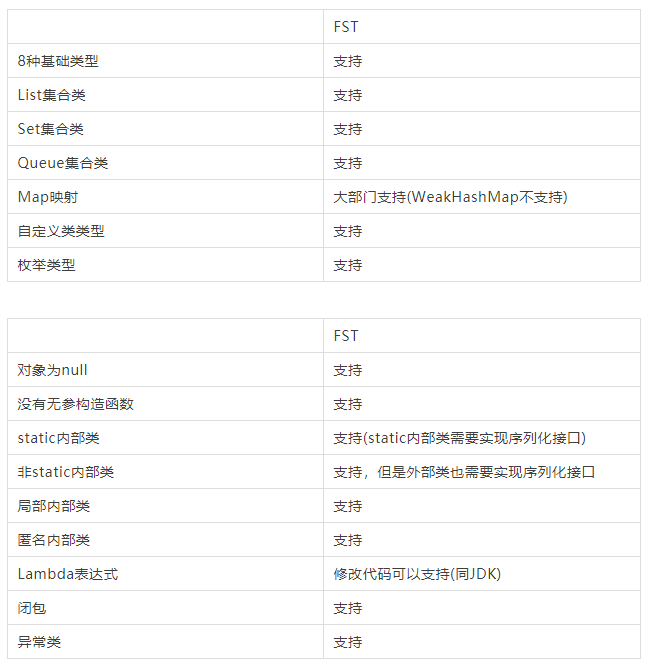 FST
8种基础类型 支持
List集合类 支持
Set集合类 支持
Queue集合类 支持
Map映射 大部门支持(WeakHashMap不支持)
自定义类类型 支持
枚举类型 支持
FST
对象为null 支持
没有无参构造函数 支持
static内部类 支持(static内部类需要实现序列化接口)
非static内部类 支持，但是外部类也需要实现序列化接口
局部内部类 支持
匿名内部类 支持
Lambda表达式 修改代码可以支持(同JDK)
闭包 支持
异常类 支持